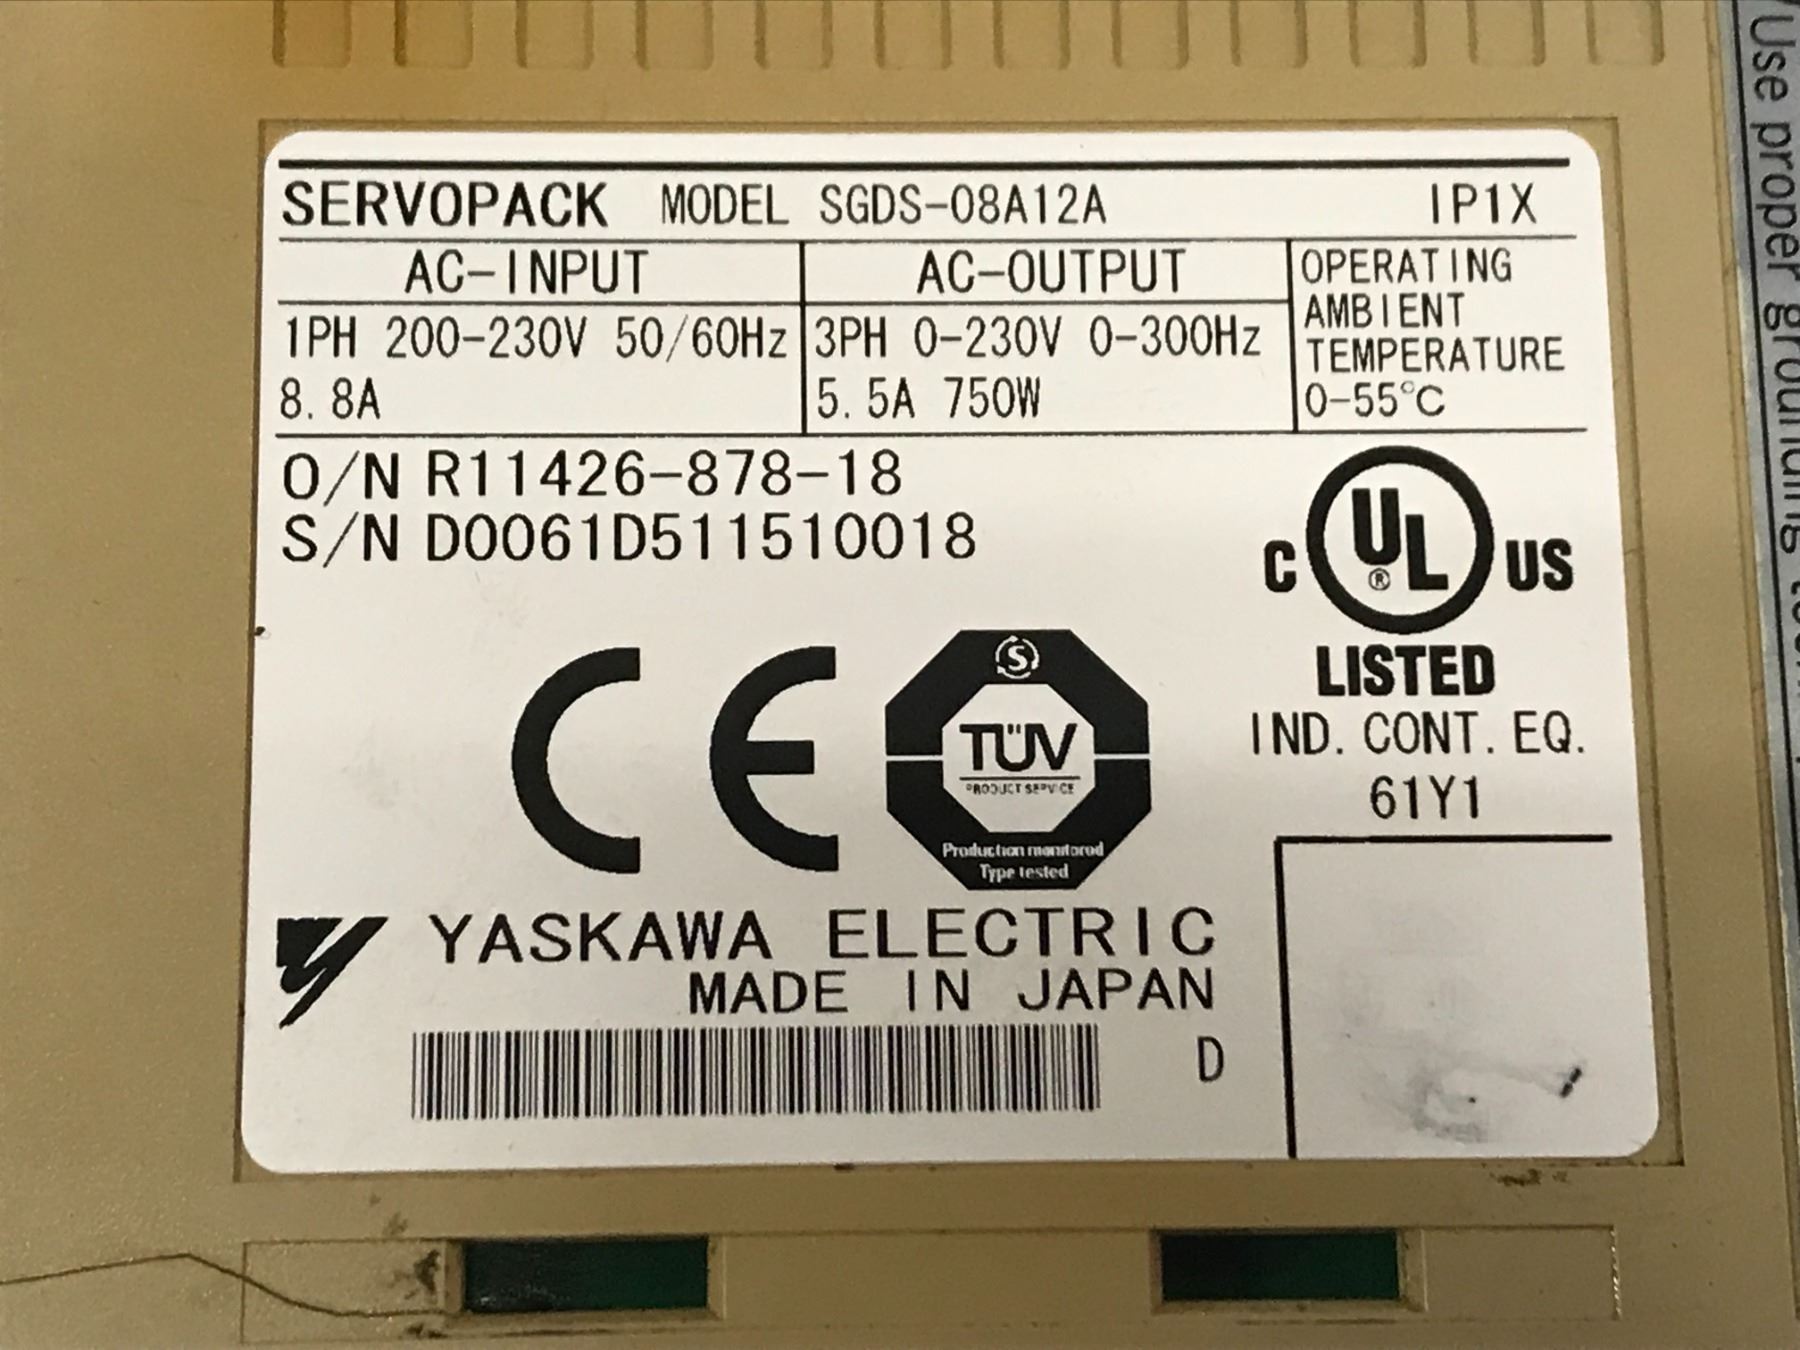 SERVOPACK MODEL SGDS-08A12A IP1X
AC-INPUT AC-OUTPUT OPERATING
AMBIENT
TEMPERATURE
0-55°C
1PH 200-230V 50/60Hz 3PH 0-230V 0-300Hz
8.8A 5.5A 750W
O/N R11426-878-18
S/N D0061D511510018
C UL ® US
LISTED
IND. CONT. EQ.
61Y1
CE
S
TÜV
PRODUCT SERVICE
Production monitored
Type tested
YASKAWA ELECTRIC
MADE IN JAPAN
D
Use proper grounding